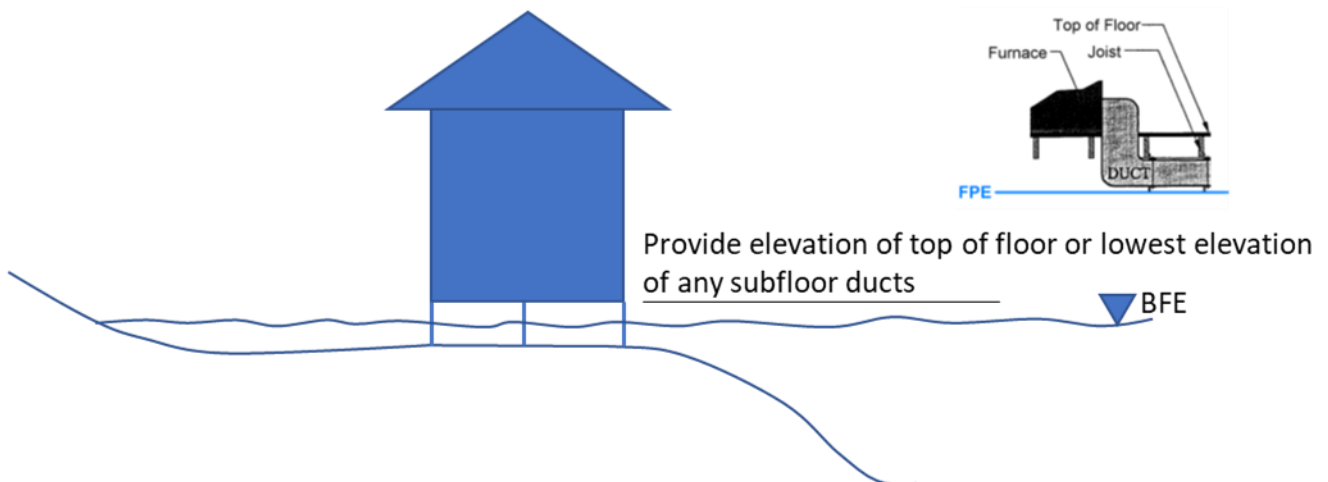 Top of Floor
Furnace Joist
DUCT
FPE
Provide elevation of top of floor or lowest elevation
of any subfloor ducts
BFE